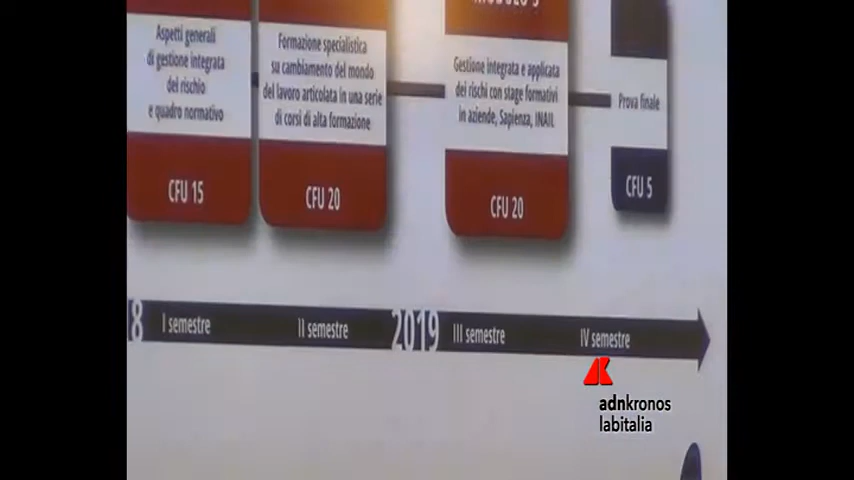 MODULO 3
Aspetti generali
di gestione integrata
del rischio
e quadro normativo
CFU 15
Formazione specialistica
su cambiamento del mondo
del lavoro articolata in una serie
di corsi di alta formazione
CFU 20
Gestione integrata e applicata
dei rischi con stage formativi
in aziende, Sapienza, INAIL
CFU 20
Prova finale
CFU 5
8 I semestre II semestre 2019 III semestre IV semestre
adnkronos
labitalia